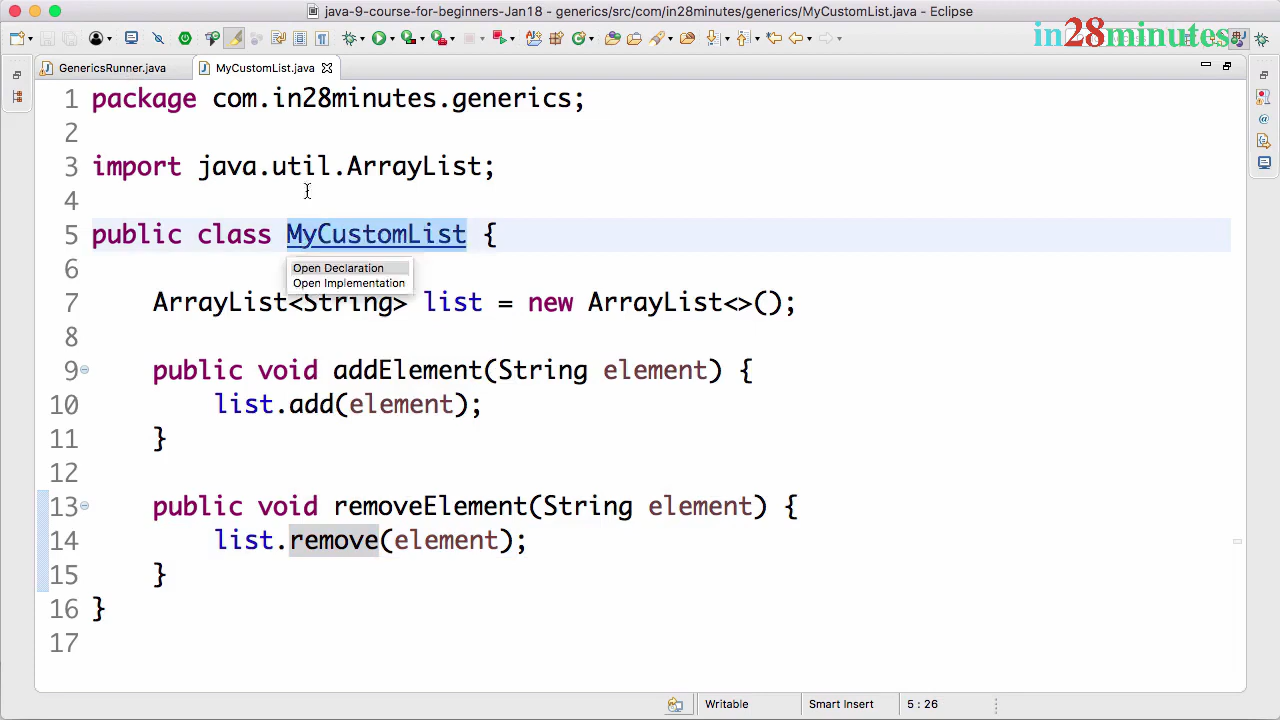 java-9-course-for-beginners-Jan18 - generics/src/com/in28minutes/generics/MyCustomList.java - Eclipse
in28minutes
GenericsRunner.java
MyCustomList.java
1 package com.in28minutes.generics;
2
3 import java.util.ArrayList;
4
5 public class MyCustomList {
6
Open Declaration
Open Implementation
7 ArrayList<String> list = new ArrayList<>();
8
9 public void addElement(String element) {
10 list.add(element);
11 }
12
13 public void removeElement(String element) {
14 list.remove(element);
15 }
16 }
17
Writable
Smart Insert
5 : 26